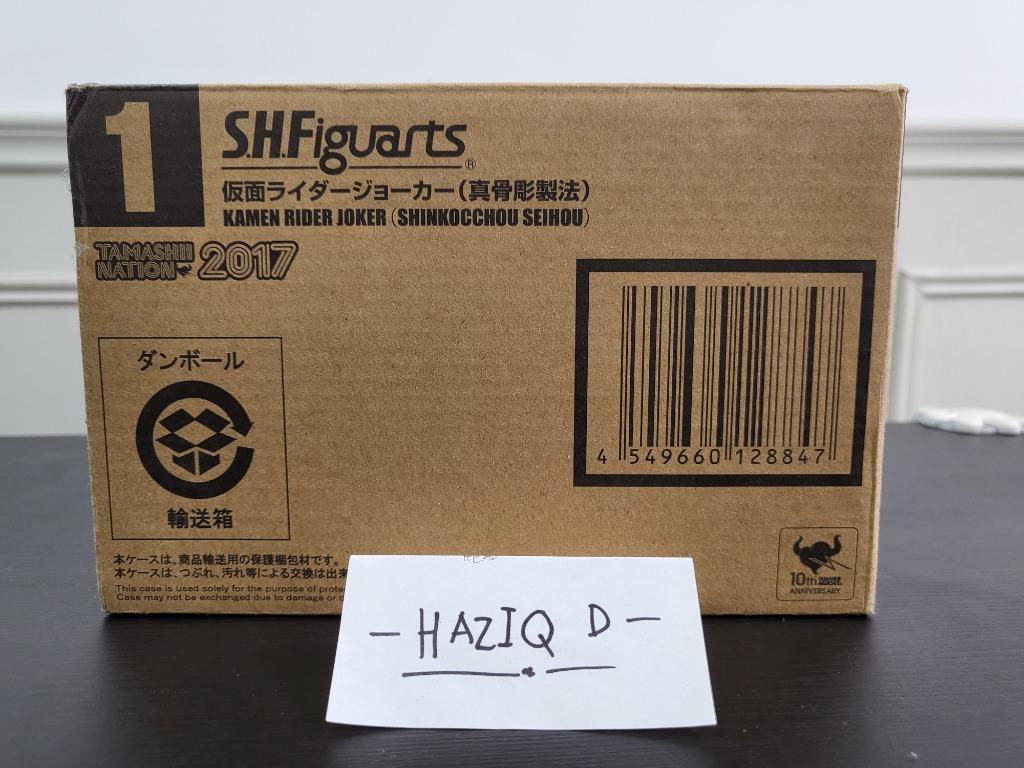 1
S.H.Figuarts®
仮面ライダージョーカー(真骨彫製法)
KAMEN RIDER JOKER (SHINKOCCHOU SEIHOU)
TAMASHII
NATION 2017
ダンボール
輸送箱
4 549660 128847
本ケースは、商品輸送用の保護梱包材です。
本ケースは、つぶれ、汚れ等による交換は出来
This case is used solely for the purpose of prote
Case may not be exchanged due to damage or
10th TAMASHII NATIONS
ANNIVERSARY
- HAZIQ D -